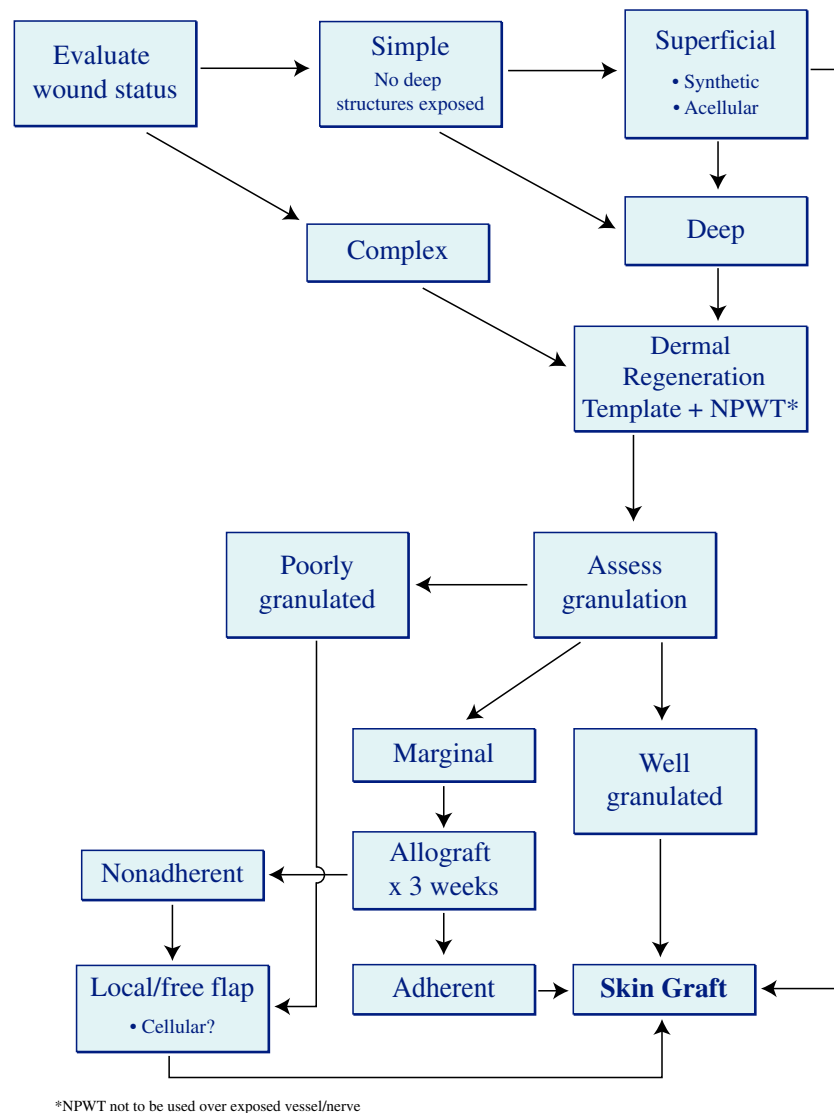 Evaluate
wound status
Simple
No deep
structures exposed
Superficial
• Synthetic
• Acellular
Complex
Deep
Dermal
Regeneration
Template + NPWT*
Poorly
granulated
Assess
granulation
Marginal
Well
granulated
Nonadherent
Allograft
x 3 weeks
Local/free flap
• Cellular?
Adherent
Skin Graft
*NPWT not to be used over exposed vessel/nerve